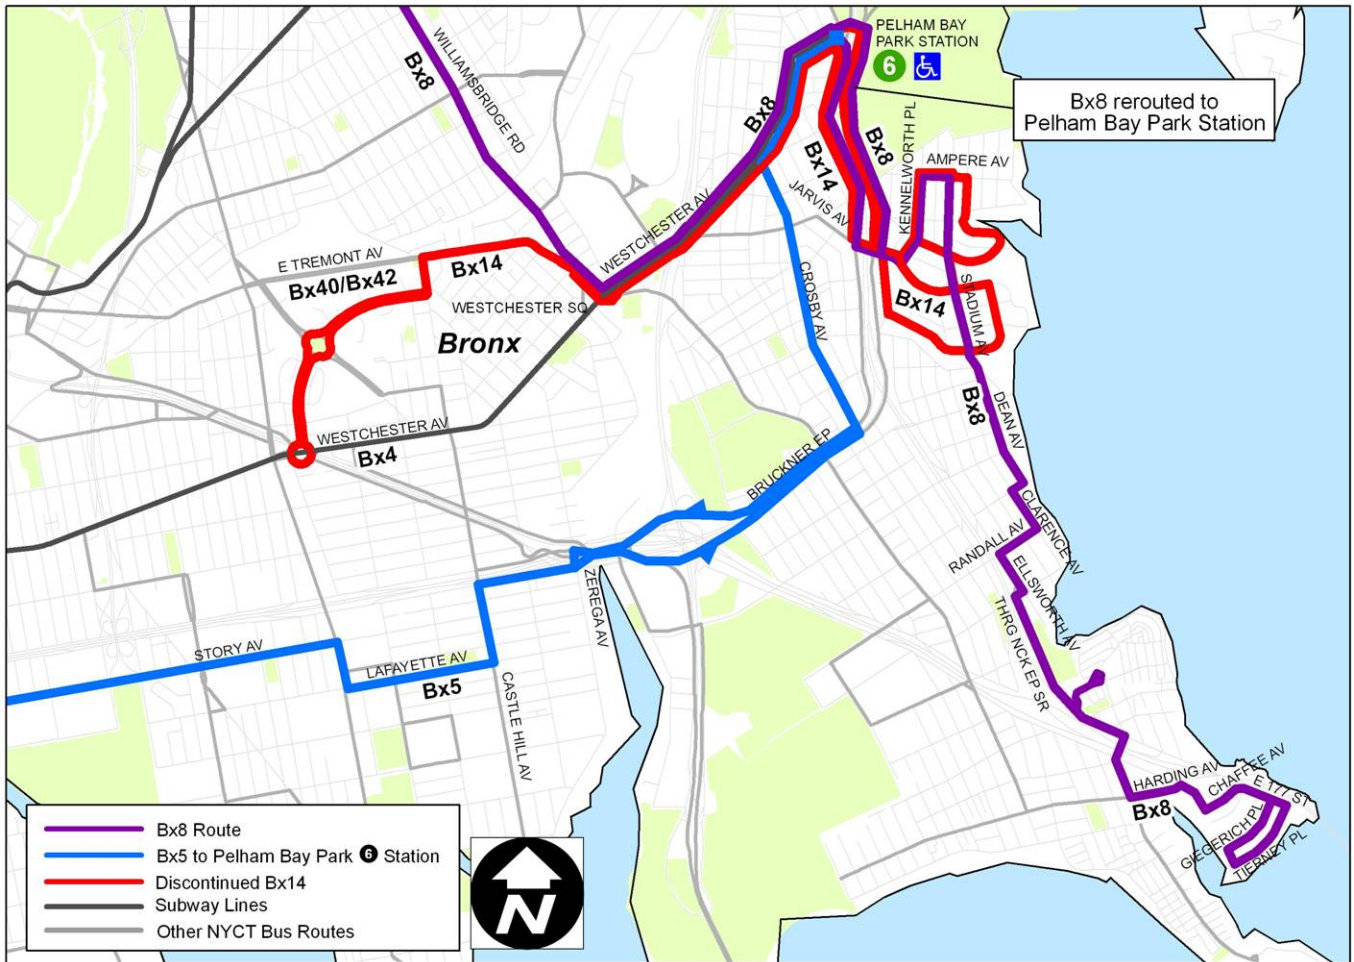 PELHAM BAY
PARK STATION
6
Bx8 rerouted to
Pelham Bay Park Station
Bx8
WILLIAMSBRIDGE RD
Bx8
Bx8
Bx14
KENNELWORTH PL
AMPERE AV
JARVIS AV
WESTCHESTER AV
E TREMONT AV
Bx40/Bx42
Bx14
WESTCHESTER SQ
Bronx
CROSBY AV
Bx14
STADIUM AV
WESTCHESTER AV
Bx4
Bx8
DEAN AV
BRUCKNER EP
CLARENCE AV
RANDALL AV
ELLSWORTH AV
THRG NCK EP SR
ZEREGA AV
STORY AV
LAFAYETTE AV
Bx5
CASTLE HILL AV
HARDING AV
CHAFFEE AV
E 177 ST
Bx8
GIEGERICH PL
TIERNEY PL
Bx8 Route
Bx5 to Pelham Bay Park 6 Station
Discontinued Bx14
Subway Lines
Other NYCT Bus Routes
N